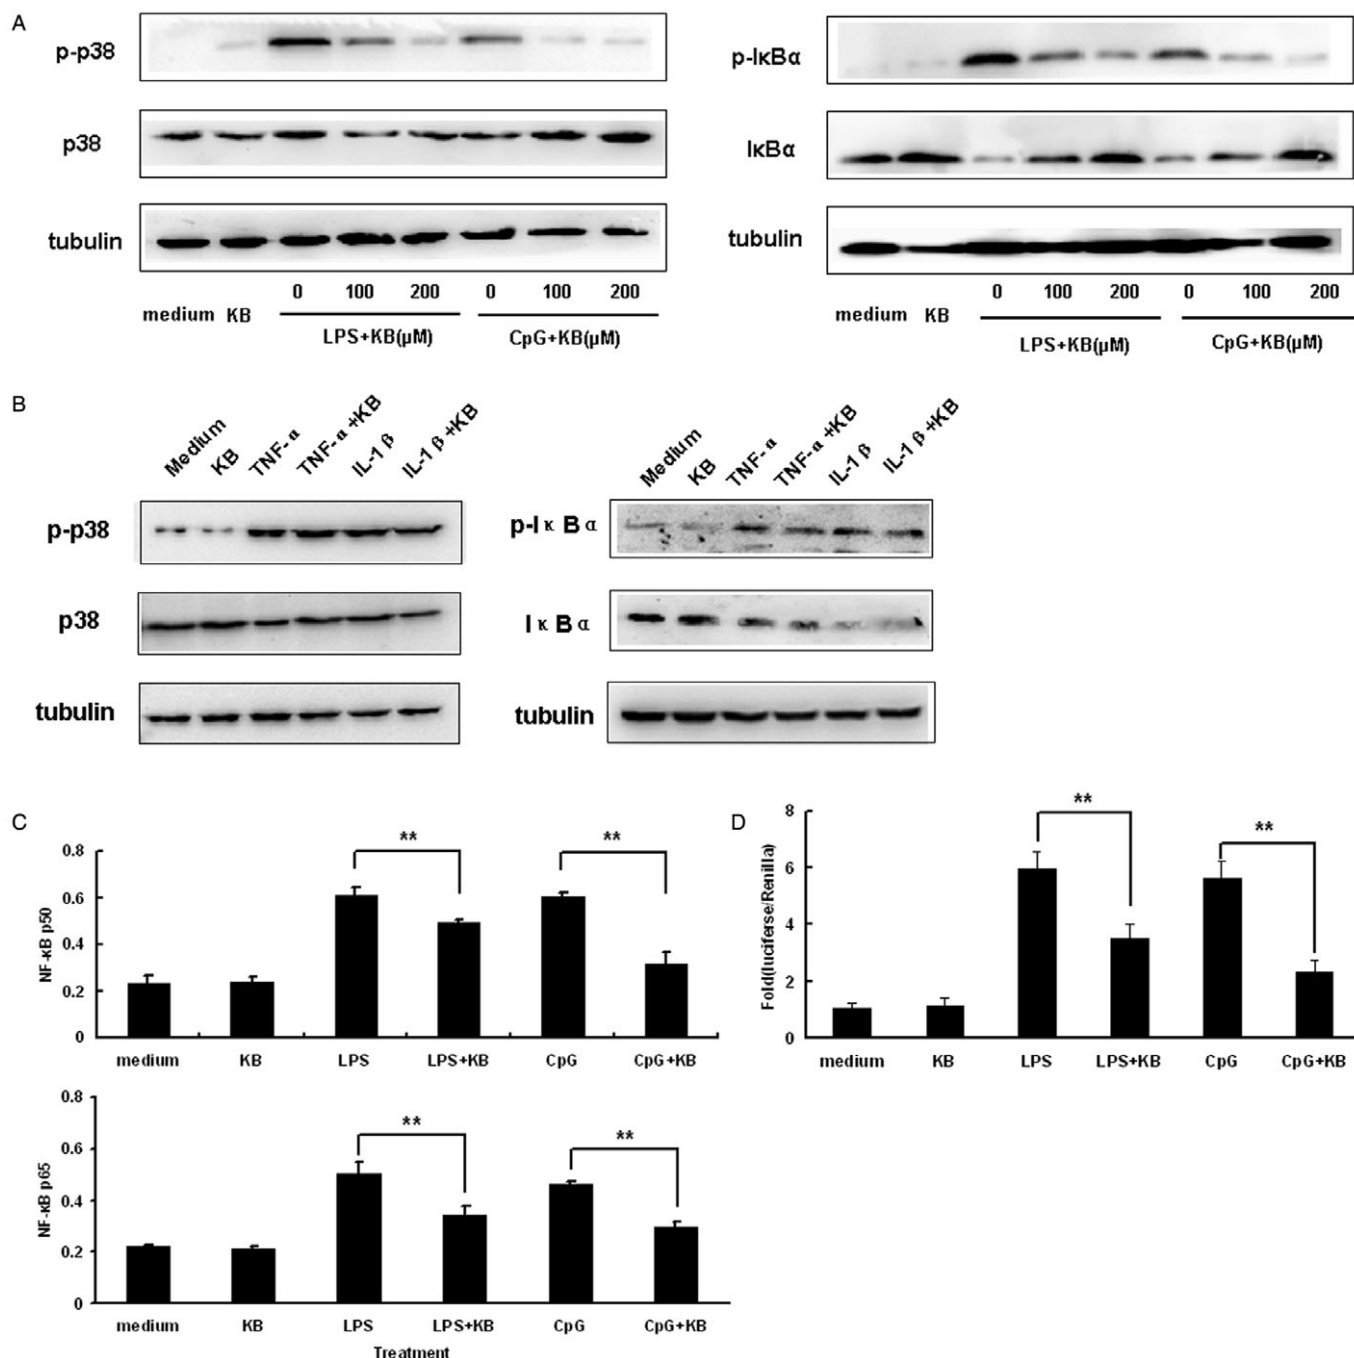 A
p-p38
p38
tubulin
0 100 200 0 100 200
medium KB
LPS+KB(μM) CpG+KB(μM)
p-IκBα
IκBα
tubulin
0 100 200 0 100 200
medium KB
LPS+KB(μM) CpG+KB(μM)
B
Medium KB TNF-α TNF-α+KB IL-1β IL-1β+KB
p-p38
p38
tubulin
Medium KB TNF-α TNF-α+KB IL-1β IL-1β+KB
p-IκBα
IκBα
tubulin
C
NF-κB p50
0.8
0.6
0.4
0.2
0
** **
medium KB LPS LPS+KB CpG CpG+KB
NF-κB p65
0.8
0.6
0.4
0.2
0
** **
medium KB LPS LPS+KB CpG CpG+KB
Treatment
D
Fold(luciferse/Renilla)
8
6
4
2
0
** **
medium KB LPS LPS+KB CpG CpG+KB